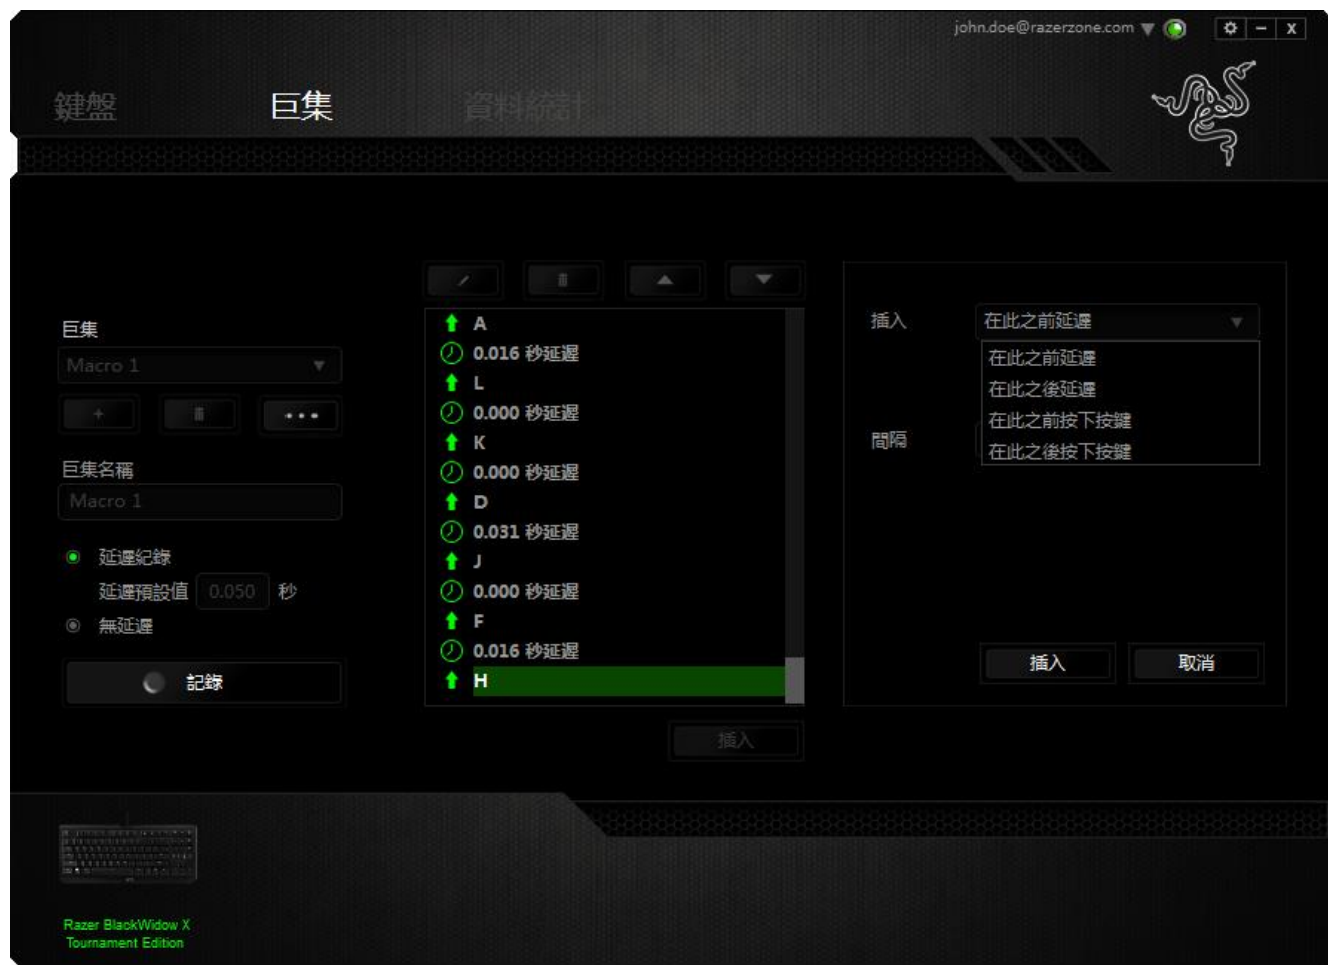 john.doe@razerzone.com
鍵盤
巨集
資料統計
巨集
Macro 1
巨集名稱
Macro 1
延遲紀錄
延遲預設值 0.050 秒
無延遲
記錄
A
0.016 秒延遲
L
0.000 秒延遲
K
0.000 秒延遲
D
0.031 秒延遲
J
0.000 秒延遲
F
0.016 秒延遲
H
插入
插入 在此之前延遲
在此之前延遲
在此之後延遲
在此之前按下按鍵
在此之後按下按鍵
間隔
插入 取消
Razer BlackWidow X
Tournament Edition